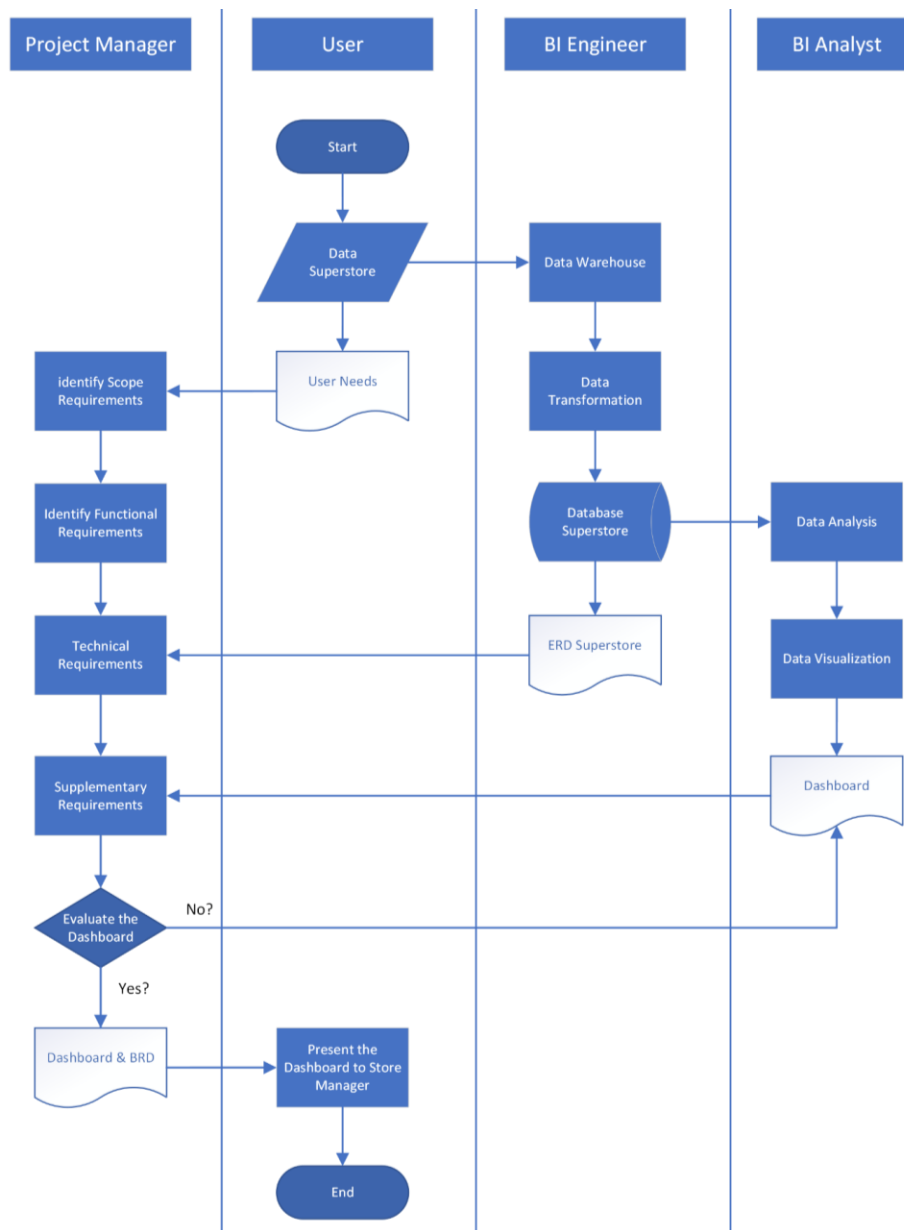 Project Manager
User
BI Engineer
BI Analyst
Start
Data
Superstore
Data Warehouse
identify Scope
Requirements
User Needs
Data
Transformation
Identify Functional
Requirements
Database
Superstore
Data Analysis
Technical
Requirements
ERD Superstore
Data Visualization
Supplementary
Requirements
Dashboard
Evaluate the
Dashboard
No?
Yes?
Dashboard & BRD
Present the
Dashboard to Store
Manager
End